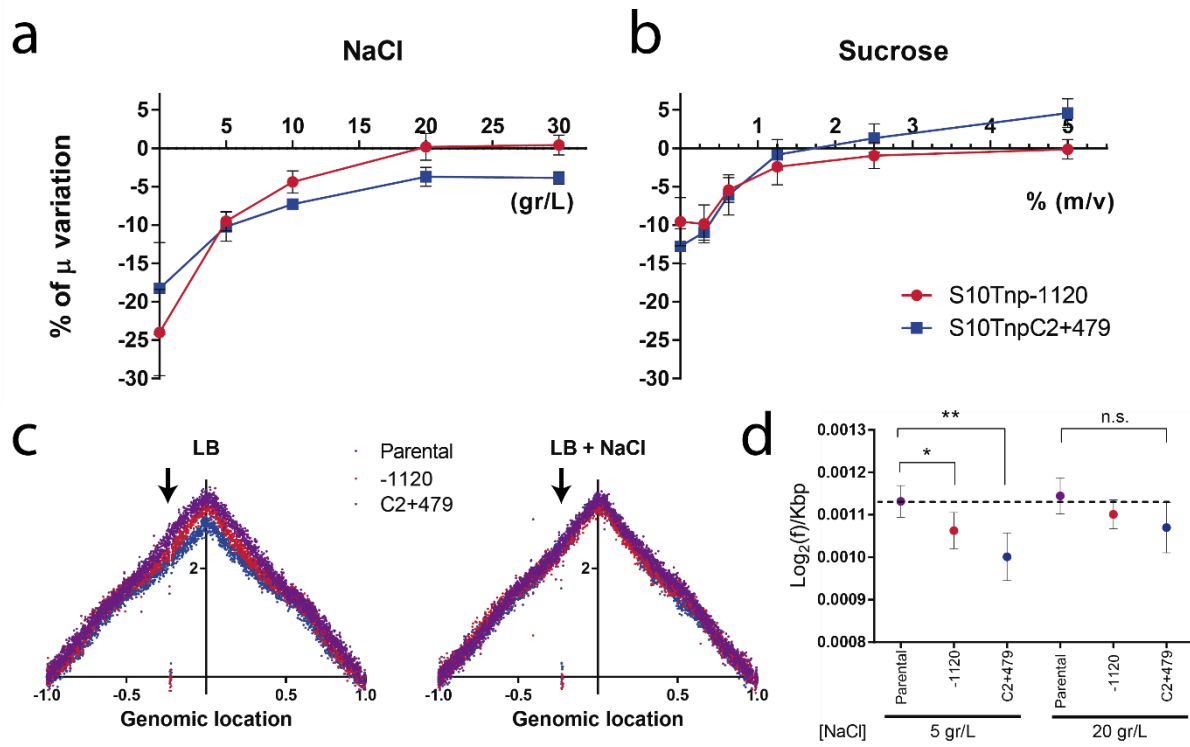 a
NaCl
5
0
-5
-10
-15
-20
-25
-30
% of μ variation
5 10 15 20 25 30
(gr/L)
b
Sucrose
5
0
-5
-10
-15
-20
-25
-30
1 2 3 4 5
% (m/v)
S10Tnp-1120
S10TnpC2+479
c
LB
Parental
-1120
C2+479
LB + NaCl
2
-1.0 -0.5 0.0 0.5 1.0
Genomic location
2
-1.0 -0.5 0.0 0.5 1.0
Genomic location
d
0.0013
0.0012
0.0011
0.0010
0.0009
0.0008
Log2(f)/Kbp
**
*
n.s.
Parental
-1120
C2+479
Parental
-1120
C2+479
[NaCl] 5 gr/L 20 gr/L